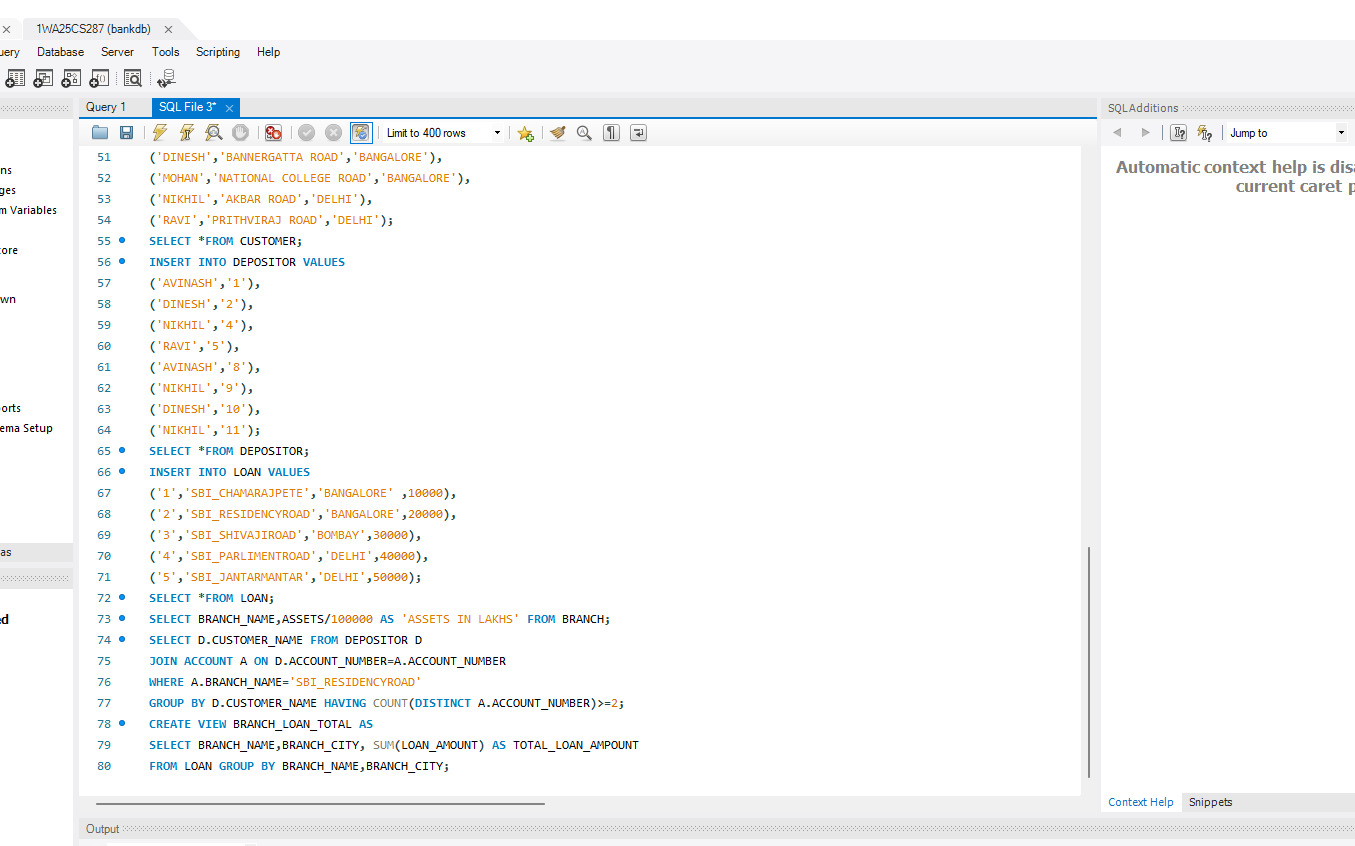 1WA25CS287 (bankdb)
Database Server Tools Scripting Help
Query 1 SQL File 3*
SQLAdditions
Limit to 400 rows
Jump to
51 ('DINESH','BANNERGATTA ROAD','BANGALORE'),
52 ('MOHAN','NATIONAL COLLEGE ROAD','BANGALORE'),
53 ('NIKHIL','AKBAR ROAD','DELHI'),
54 ('RAVI','PRITHVIRAJ ROAD','DELHI');
55 SELECT *FROM CUSTOMER;
56 INSERT INTO DEPOSITOR VALUES
57 ('AVINASH','1'),
58 ('DINESH','2'),
59 ('NIKHIL','4'),
60 ('RAVI','5'),
61 ('AVINASH','8'),
62 ('NIKHIL','9'),
63 ('DINESH','10'),
64 ('NIKHIL','11');
65 SELECT *FROM DEPOSITOR;
66 INSERT INTO LOAN VALUES
67 ('1','SBI_CHAMARAJPETE','BANGALORE' ,10000),
68 ('2','SBI_RESIDENCYROAD','BANGALORE',20000),
69 ('3','SBI_SHIVAJIROAD','BOMBAY',30000),
70 ('4','SBI_PARLIMENTROAD','DELHI',40000),
71 ('5','SBI_JANTARMANTAR','DELHI',50000);
72 SELECT *FROM LOAN;
73 SELECT BRANCH_NAME,ASSETS/100000 AS 'ASSETS IN LAKHS' FROM BRANCH;
74 SELECT D.CUSTOMER_NAME FROM DEPOSITOR D
75 JOIN ACCOUNT A ON D.ACCOUNT_NUMBER=A.ACCOUNT_NUMBER
76 WHERE A.BRANCH_NAME='SBI_RESIDENCYROAD'
77 GROUP BY D.CUSTOMER_NAME HAVING COUNT(DISTINCT A.ACCOUNT_NUMBER)>=2;
78 CREATE VIEW BRANCH_LOAN_TOTAL AS
79 SELECT BRANCH_NAME,BRANCH_CITY, SUM(LOAN_AMOUNT) AS TOTAL_LOAN_AMPOUNT
80 FROM LOAN GROUP BY BRANCH_NAME,BRANCH_CITY;
Variables
Setup
Automatic context help is
current caret
Context Help Snippets
Output